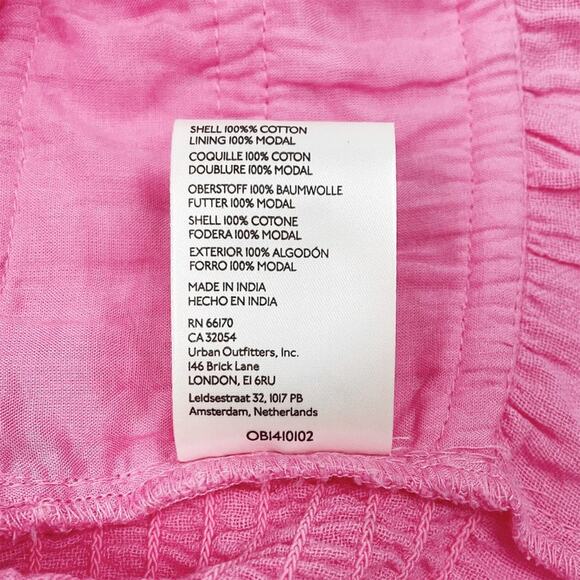 SHELL 100%% COTTON
LINING 100% MODAL
COQUILLE 100% COTON
DOUBLURE 100% MODAL
OBERSTOFF 100% BAUMWOLLE
FUTTER 100% MODAL
SHELL 100% COTONE
FODERA 100% MODAL
EXTERIOR 100% ALGODÓN
FORRO 100% MODAL
MADE IN INDIA
HECHO EN INDIA
RN 66170
CA 32054
Urban Outfitters, Inc.
146 Brick Lane
LONDON, E1 6RU
Leidsestraat 32, 1017 PB
Amsterdam, Netherlands
OB1410102